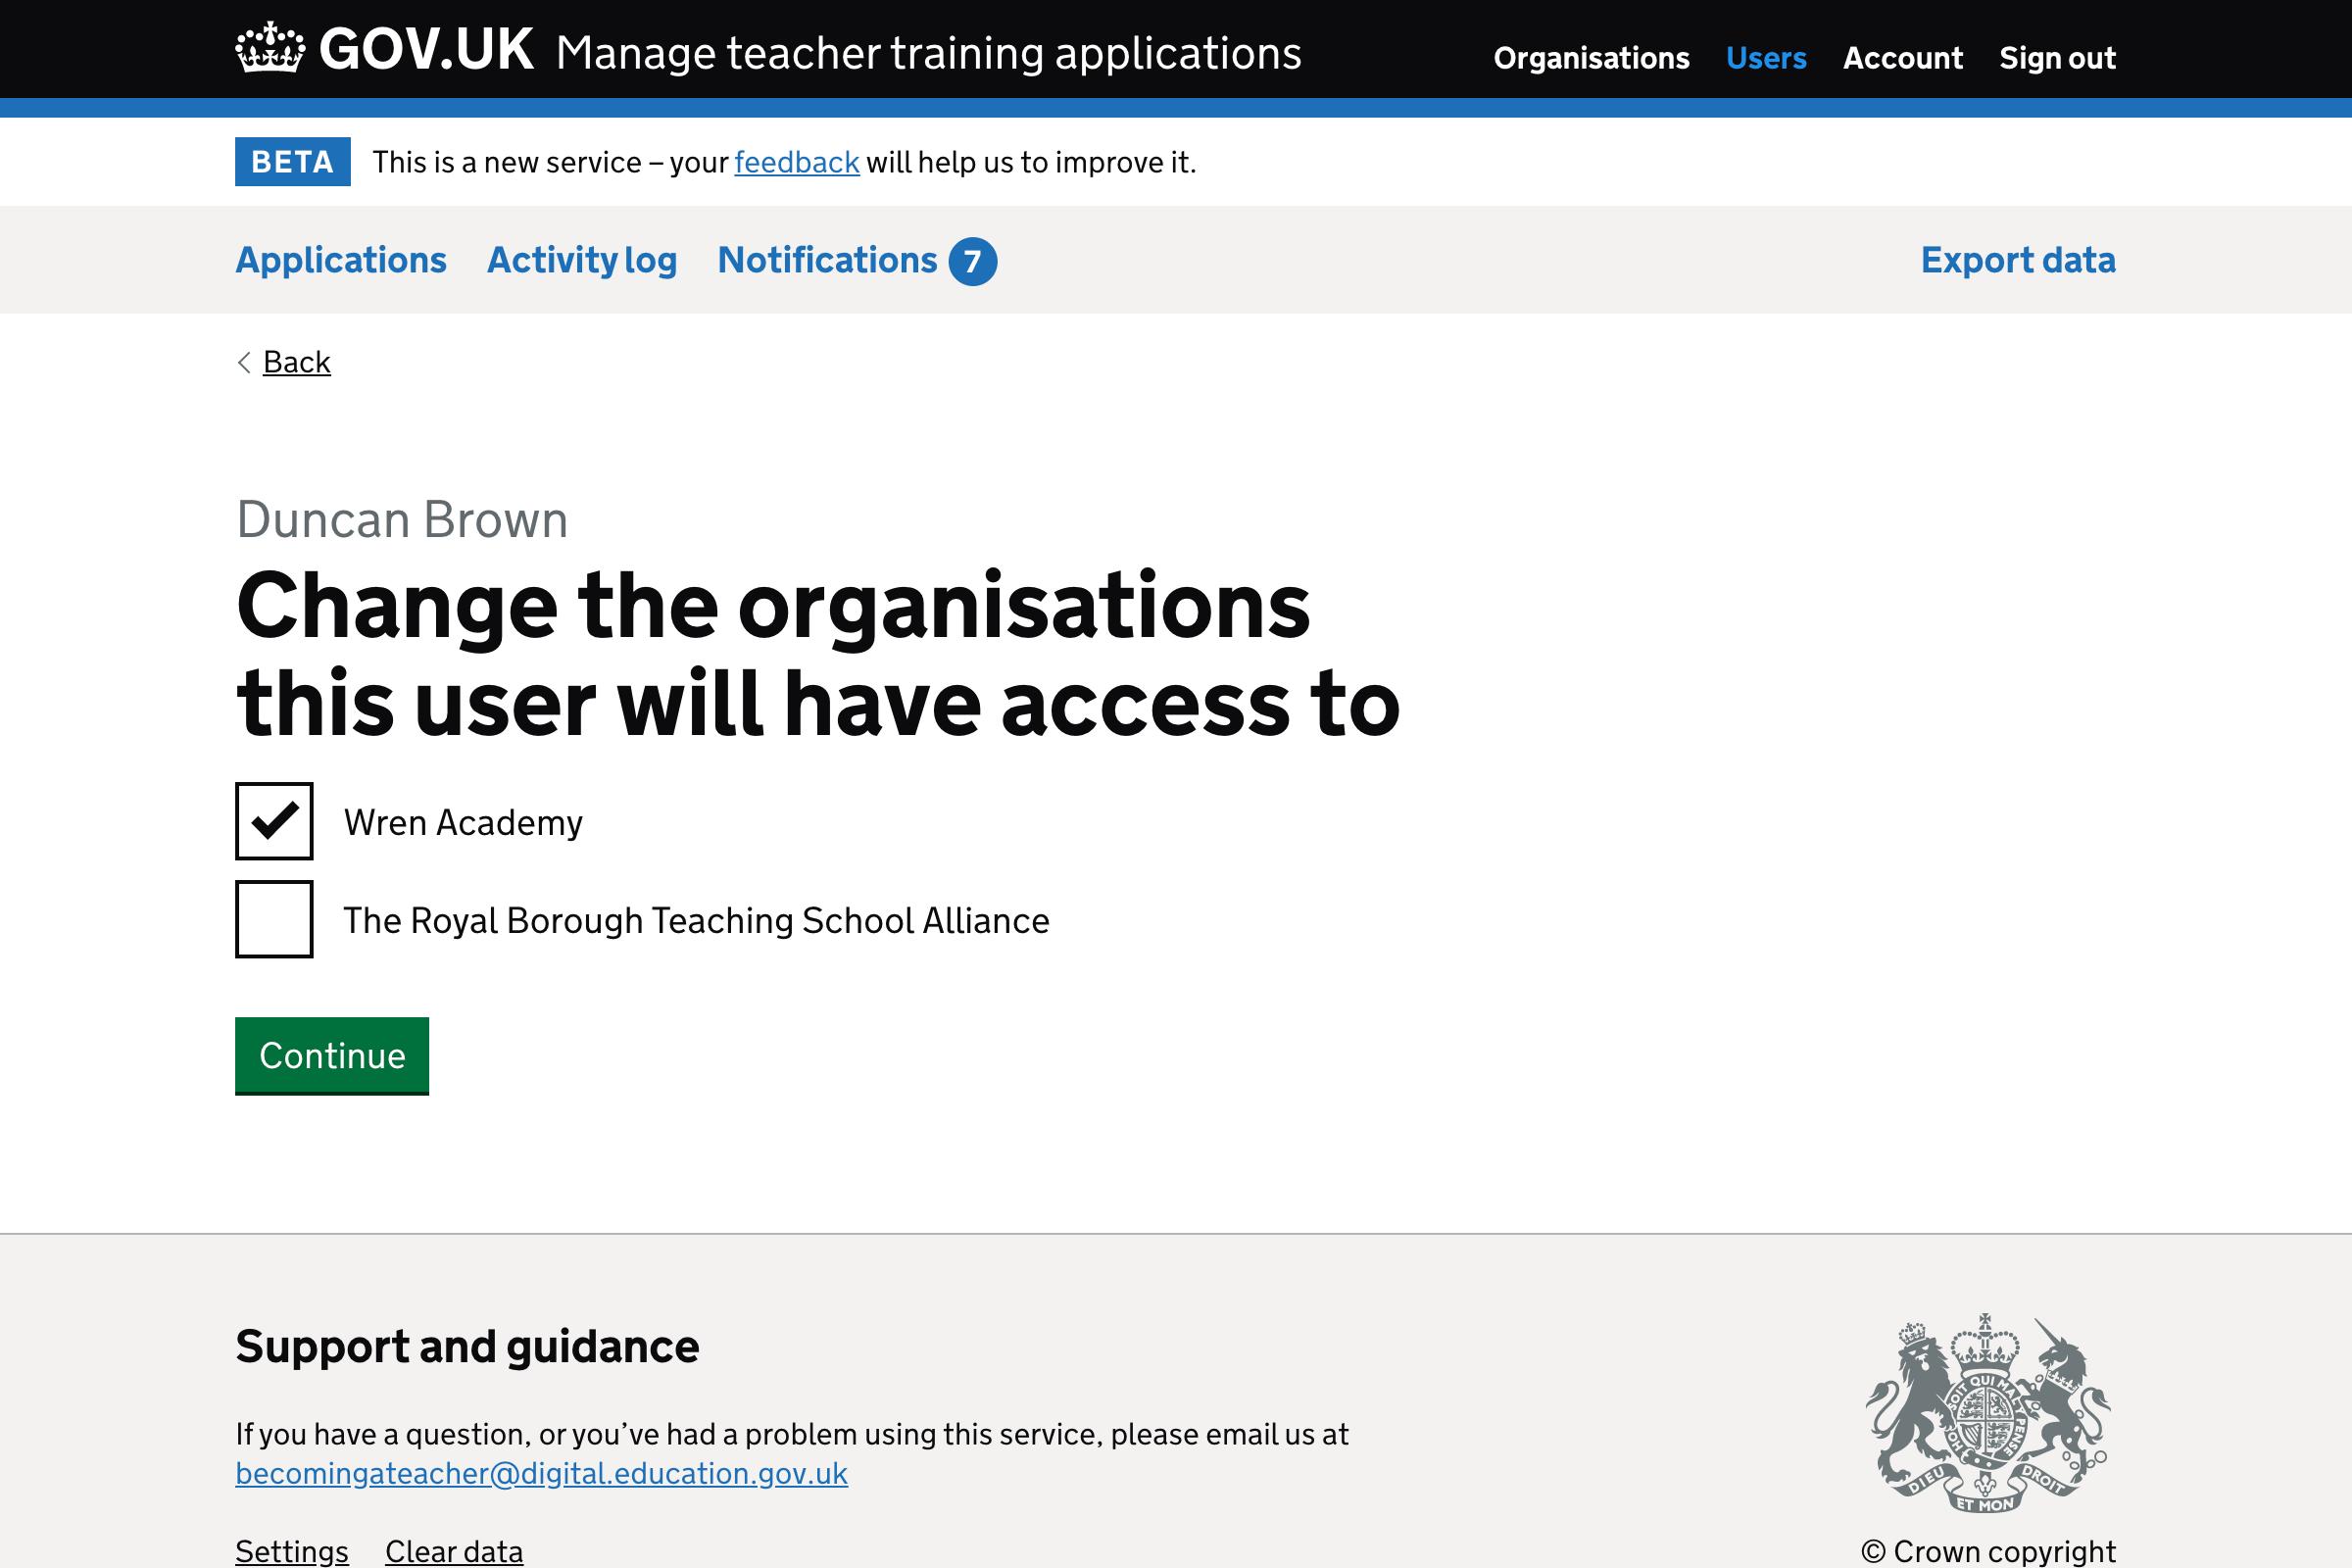 GOV.UK Manage teacher training applications Organisations Users Account Sign out
BETA This is a new service – your feedback will help us to improve it.
Applications Activity log Notifications 7 Export data
Back
Duncan Brown
Change the organisations
this user will have access to
Wren Academy
The Royal Borough Teaching School Alliance
Continue
Support and guidance
If you have a question, or you’ve had a problem using this service, please email us at
becomingateacher@digital.education.gov.uk
DIEU ET MON DROIT
Settings Clear data © Crown copyright